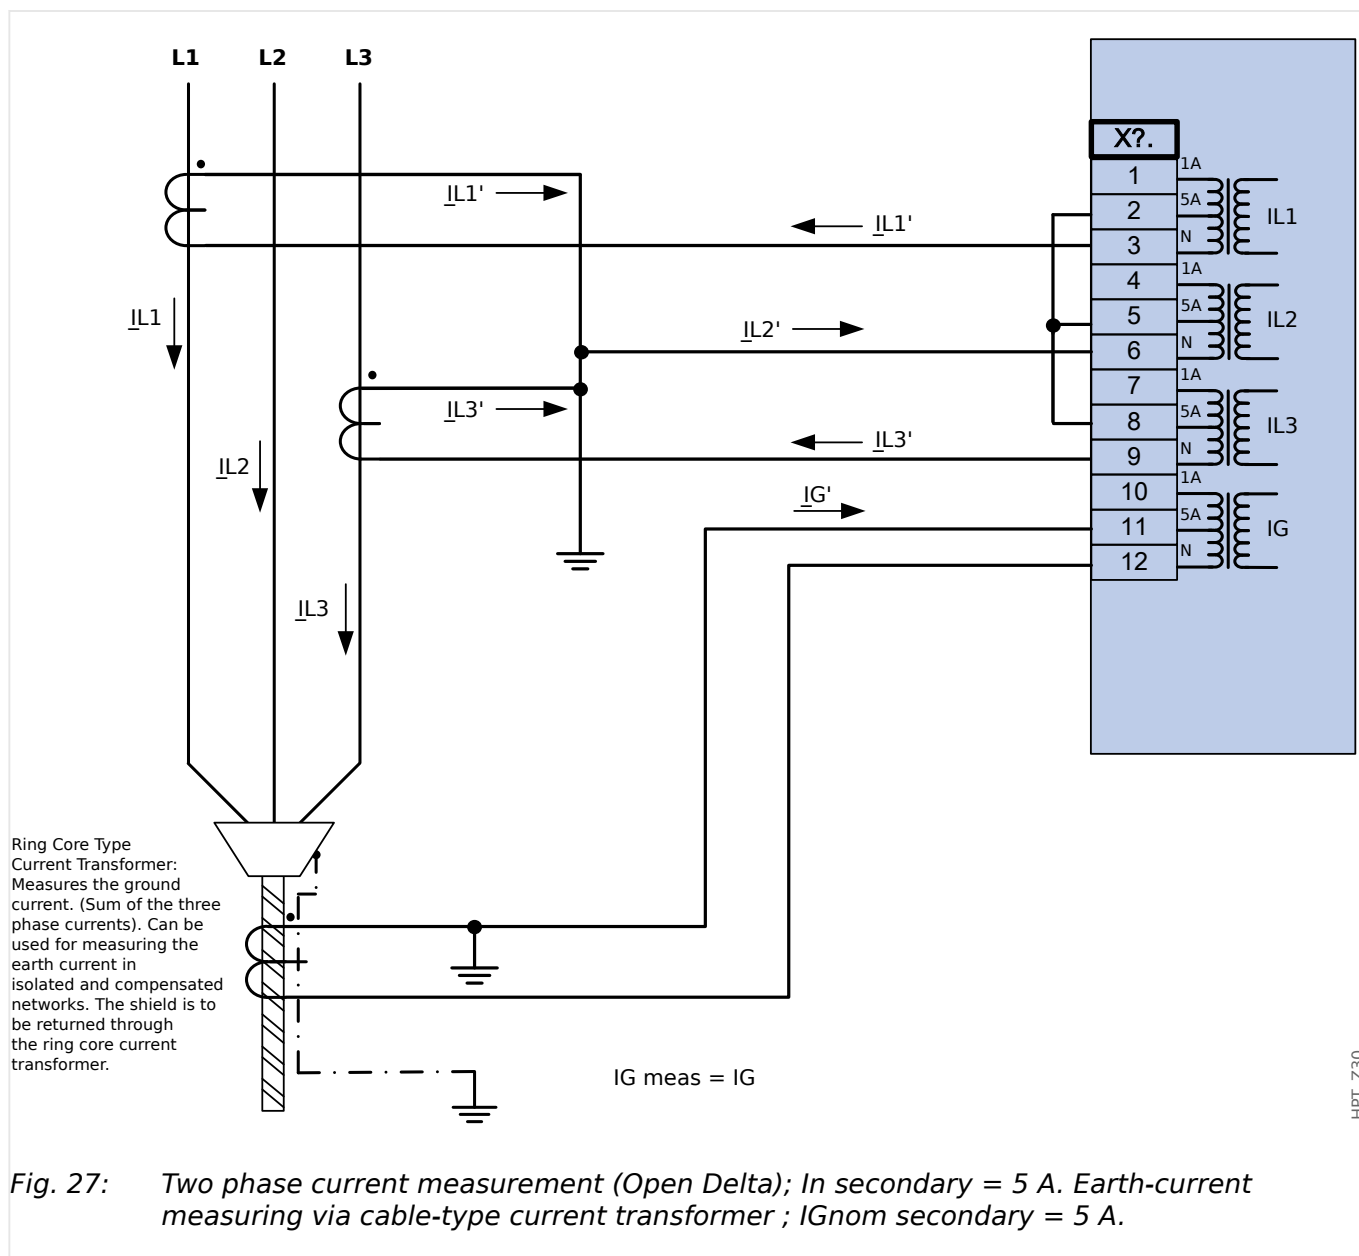 L1 L2 L3
X?.
1
2
3
4
5
6
7
8
9
10
11
12
1A
5A
N
IL1
1A
5A
N
IL2
1A
5A
N
IL3
1A
5A
N
IG
IL1'
IL1'
IL1
IL2'
IL3'
IL3'
IL2
IG'
IL3
Ring Core Type
Current Transformer:
Measures the ground
current. (Sum of the three
phase currents). Can be
used for measuring the
earth current in
isolated and compensated
networks. The shield is to
be returned through
the ring core current
transformer.
IG meas = IG
Fig. 27: Two phase current measurement (Open Delta); In secondary = 5 A. Earth-current
measuring via cable-type current transformer ; IGnom secondary = 5 A.